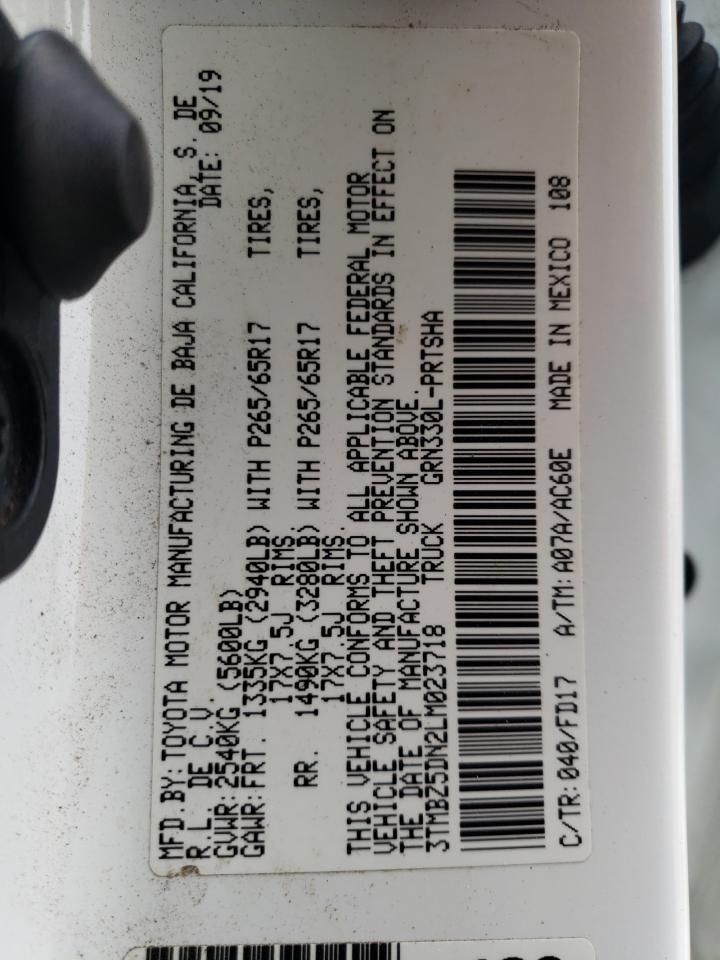 MFD.BY: TOYOTA MOTOR MANUFACTURING DE BAJA CALIFORNIA, S. DE
R.L. DE C.V. DATE: 09/19
GVWR: 2540KG (5600LB)
GAWR: FRT. 1335KG (2940LB) WITH P265/65R17 TIRES,
17X7.5J RIMS.
RR. 1490KG (3280LB) WITH P265/65R17 TIRES,
17X7.5J RIMS.
THIS VEHICLE CONFORMS TO ALL APPLICABLE FEDERAL MOTOR
VEHICLE SAFETY AND THEFT PREVENTION STANDARDS IN EFFECT ON
THE DATE OF MANUFACTURE SHOWN ABOVE.
3TMBZ5DN2LM023718 TRUCK GRN330L-PRTSHA
C/TR: 040/FD17 A/TM: A07A/AC60E MADE IN MEXICO 108